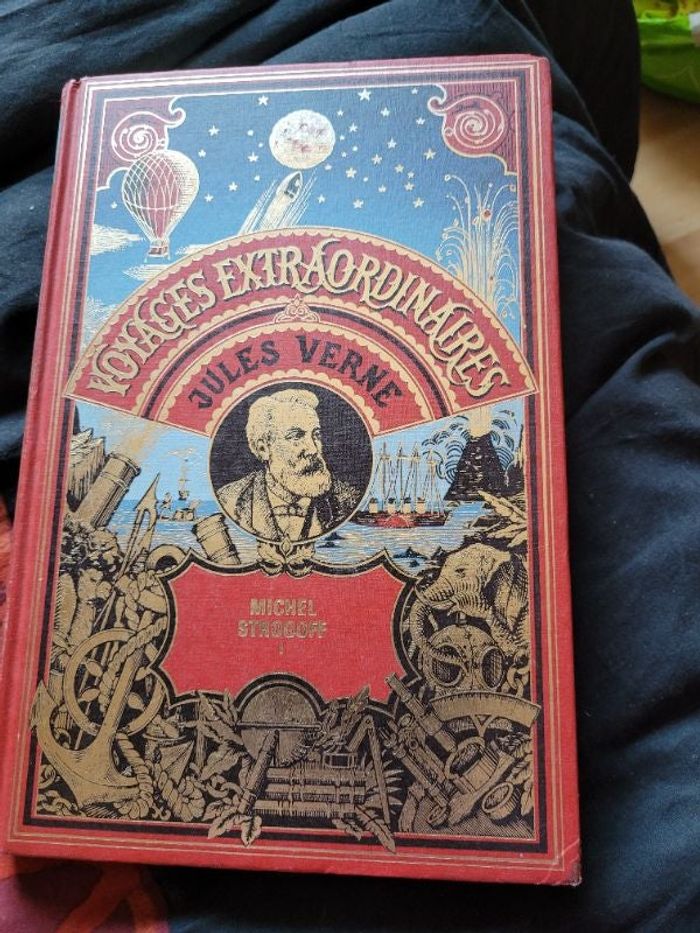 VOYAGES EXTRAORDINAIRES
JULES VERNE
MICHEL
STROGOFF
I